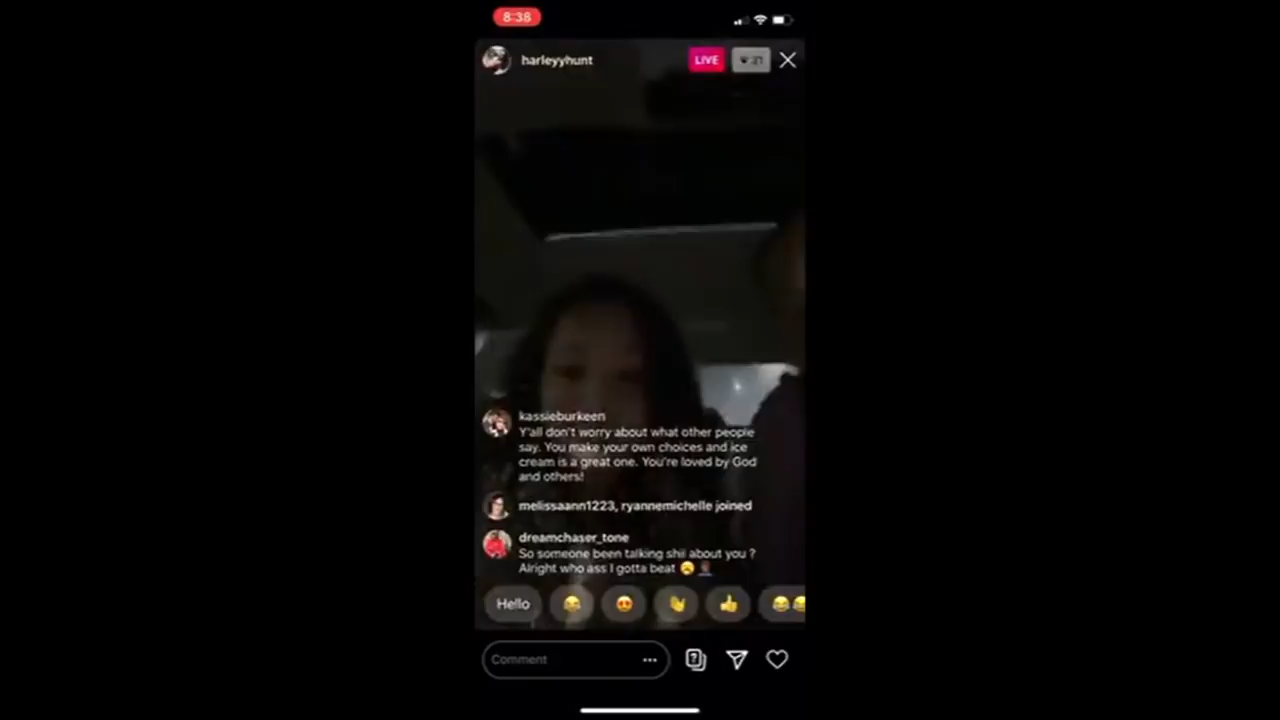 8:38
harleyyhunt
LIVE
21
kassieburkeen
Y'all don't worry about what other people
say. You make your own choices and ice
cream is a great one. You're loved by God
and others!
melissaann1223, ryannemichelle joined
dreamchaser_tone
So someone been talking shii about you ?
Alright who ass I gotta beat 😕 🤦🏾‍♂️
Hello 😂 😍 👏 👍 😂😂
Comment